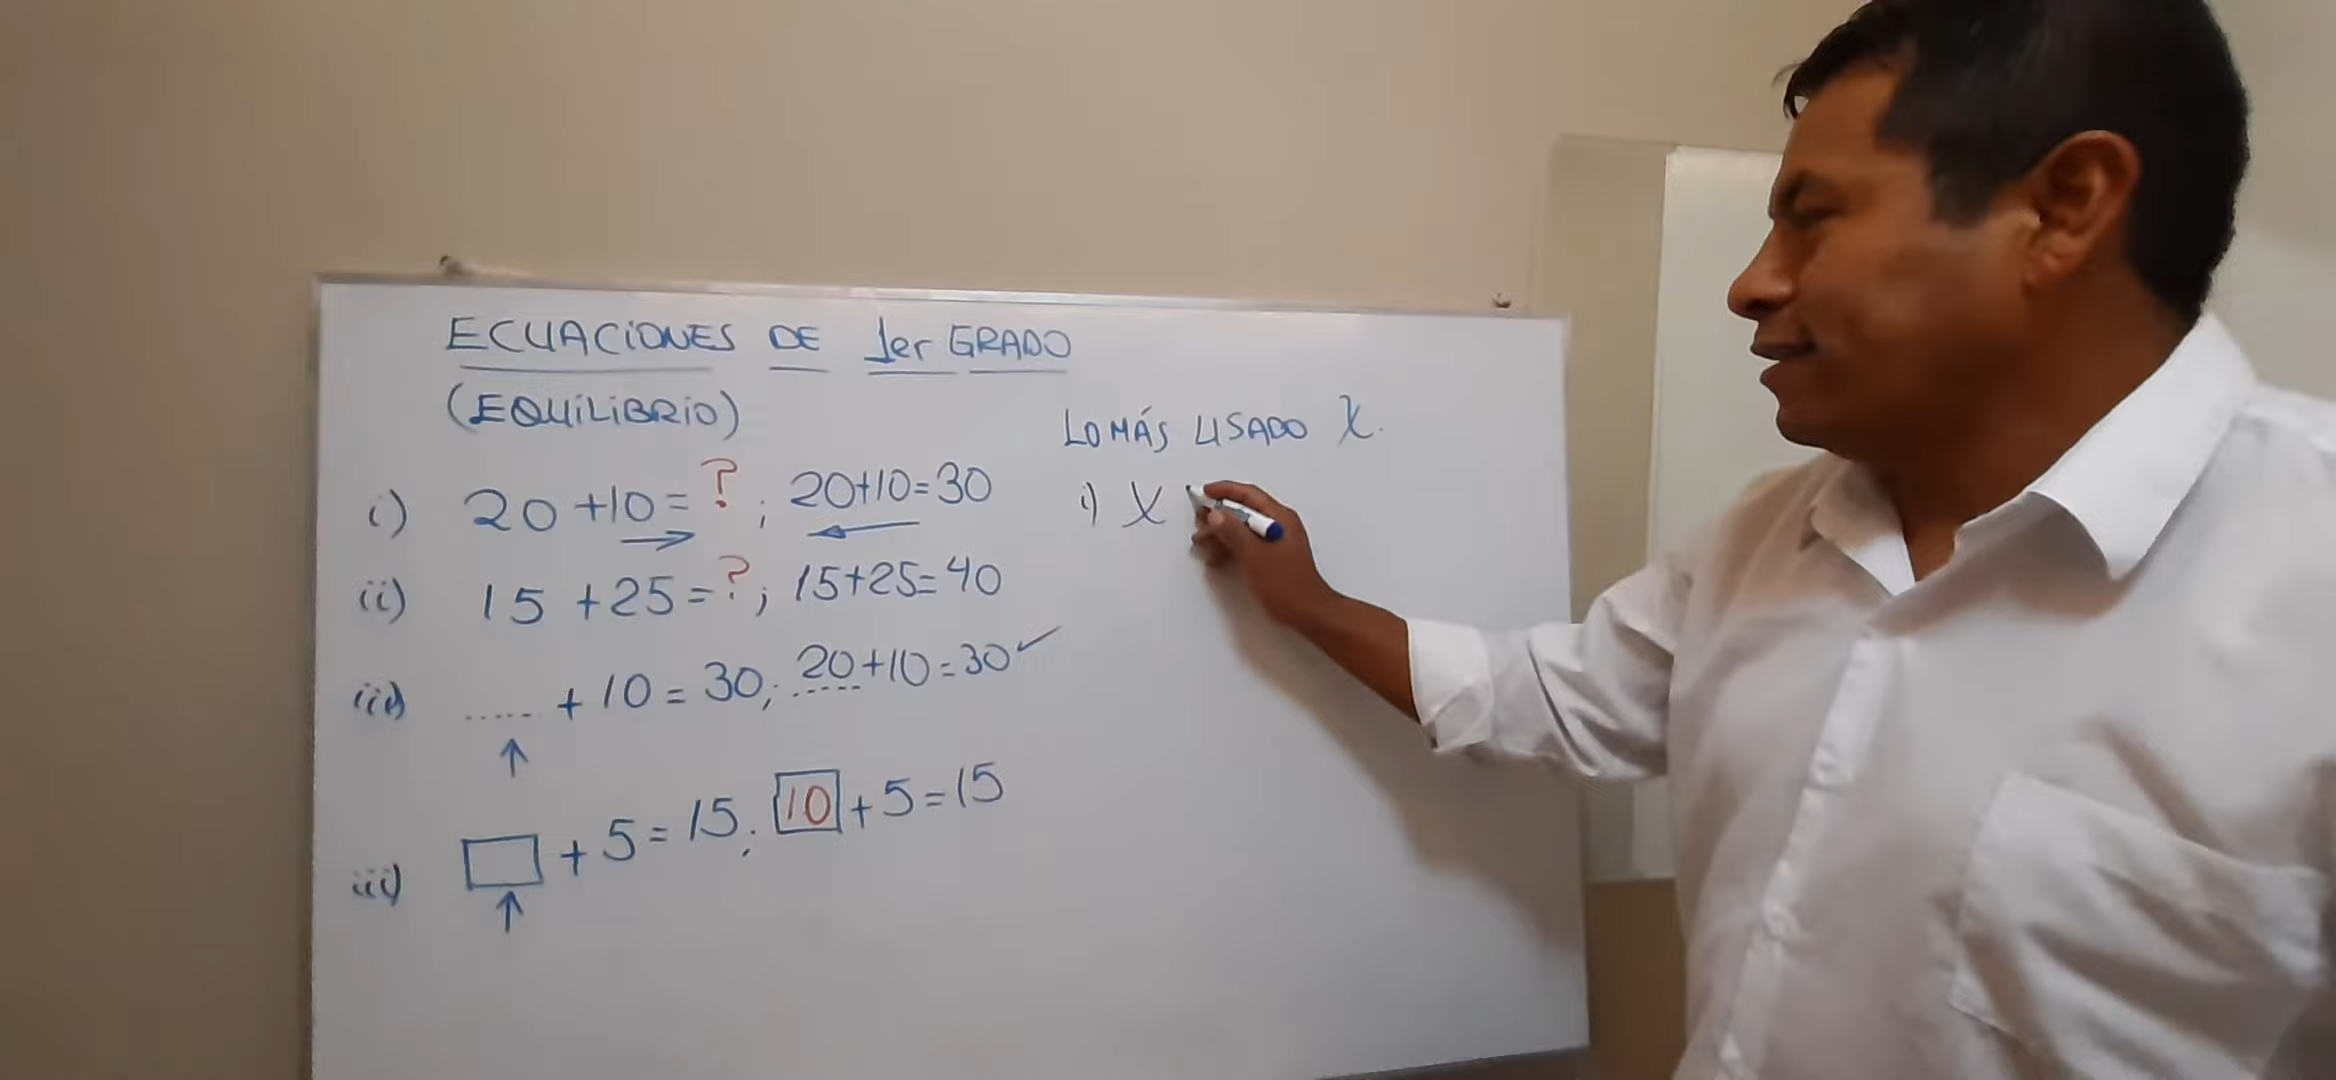 ECUACIONES DE 1er GRADO
(EQUILIBRIO)
i) 20 +10 = ? ; 20+10=30
ii) 15 +25 = ? ; 15+25=40
iii) ..... + 10 = 30; 20+10=30 ✓
↑
iii) □ + 5 = 15; 10 + 5 = 15
↑
LO MÁS USADO X.
i) X